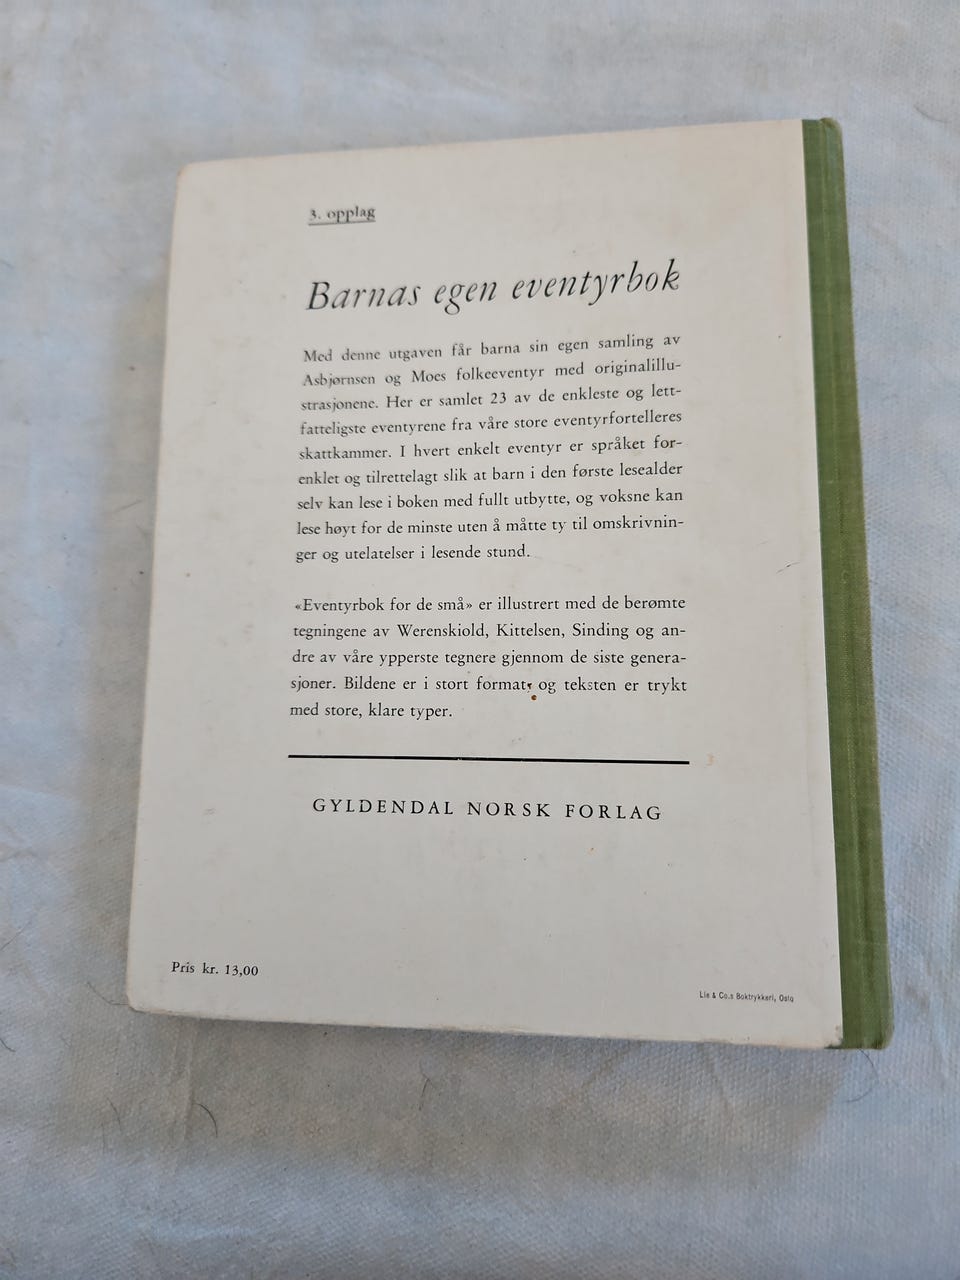 3. opplag
Barnas egen eventyrbok
Med denne utgaven får barna sin egen samling av
Asbjørnsen og Moes folkeeventyr med originalillu-
strasjonene. Her er samlet 23 av de enkleste og lett-
fatteligste eventyrene fra våre store eventyrfortelleres
skattkammer. I hvert enkelt eventyr er språket for-
enklet og tilrettelagt slik at barn i den første lesealder
selv kan lese i boken med fullt utbytte, og voksne kan
lese høyt for de minste uten å måtte ty til omskrivnin-
ger og utelatelser i lesende stund.
«Eventyrbok for de små» er illustrert med de berømte
tegningene av Werenskiold, Kittelsen, Sinding og an-
dre av våre ypperste tegnere gjennom de siste genera-
sjoner. Bildene er i stort format, og teksten er trykt
med store, klare typer.
GYLDENDAL NORSK FORLAG
Pris kr. 13,00
Lie & Co.s Boktrykkeri, Oslo